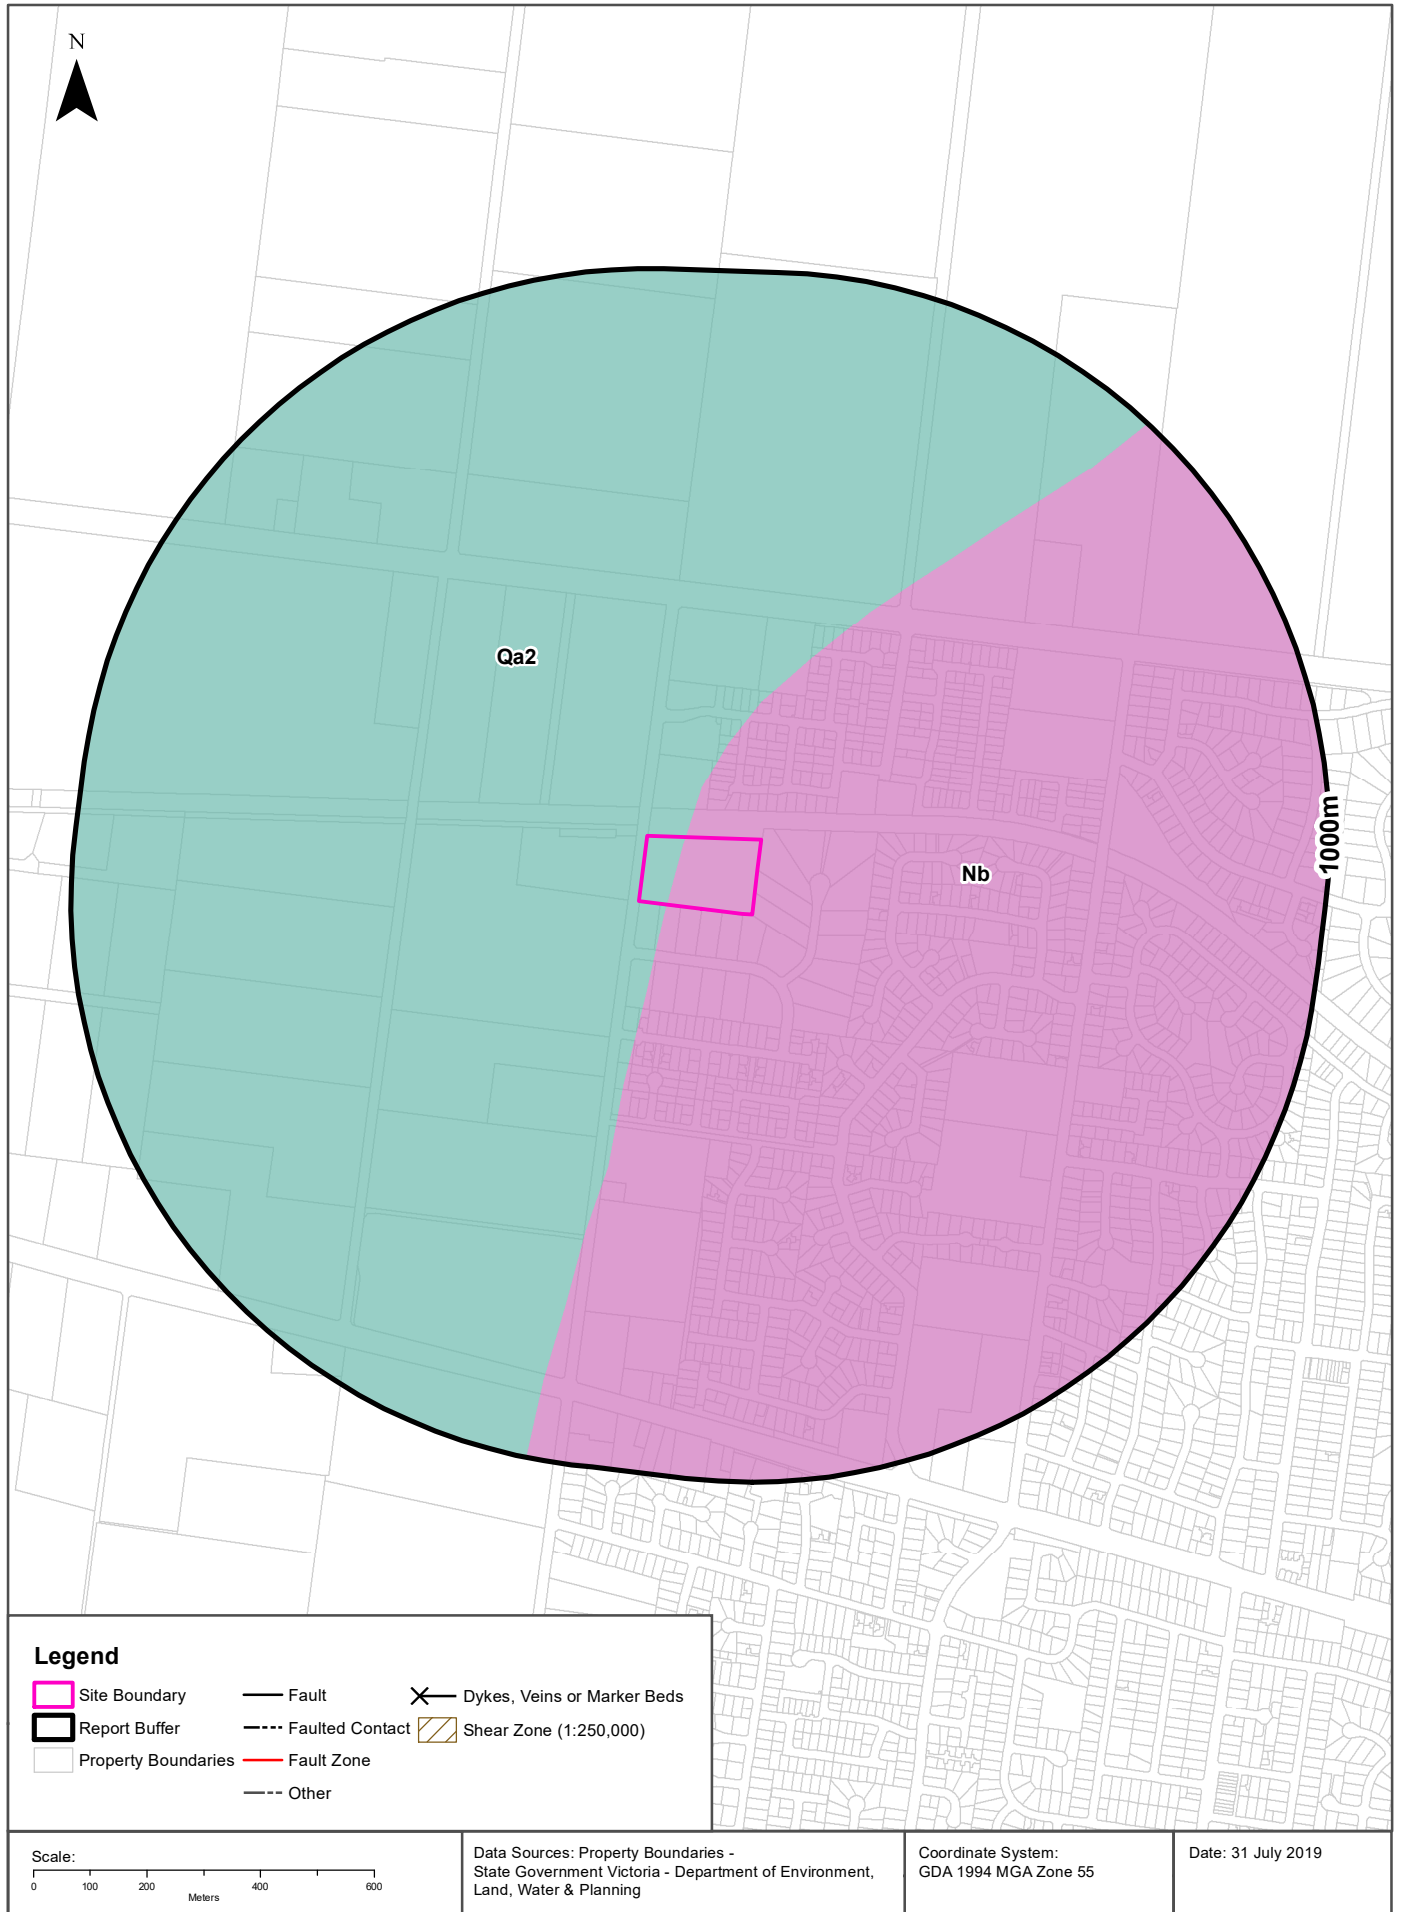 N
Qa2
Nb
1000m
Legend
Site Boundary
Report Buffer
Property Boundaries
Fault
Faulted Contact
Fault Zone
Other
Dykes, Veins or Marker Beds
Shear Zone (1:250,000)
Scale:
0 100 200 400 600
Meters
Data Sources: Property Boundaries -
State Government Victoria - Department of Environment,
Land, Water & Planning
Coordinate System:
GDA 1994 MGA Zone 55
Date: 31 July 2019